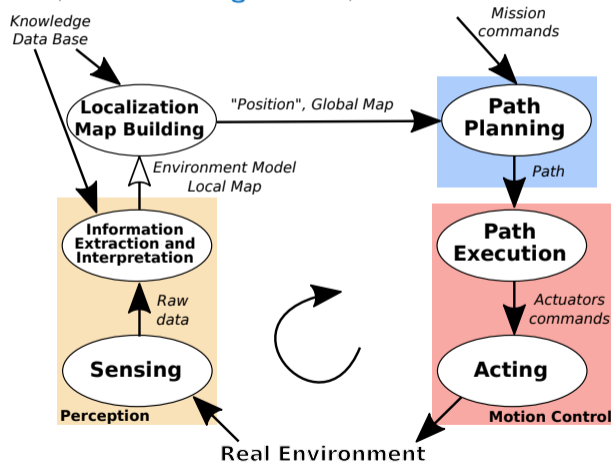 Knowledge
Data Base
Mission
commands
Localization
Map Building
"Position", Global Map
Path
Planning
Environment Model
Local Map
Path
Information
Extraction and
Interpretation
Path
Execution
Raw
data
Actuators
commands
Sensing
Acting
Perception
Motion Control
Real Environment